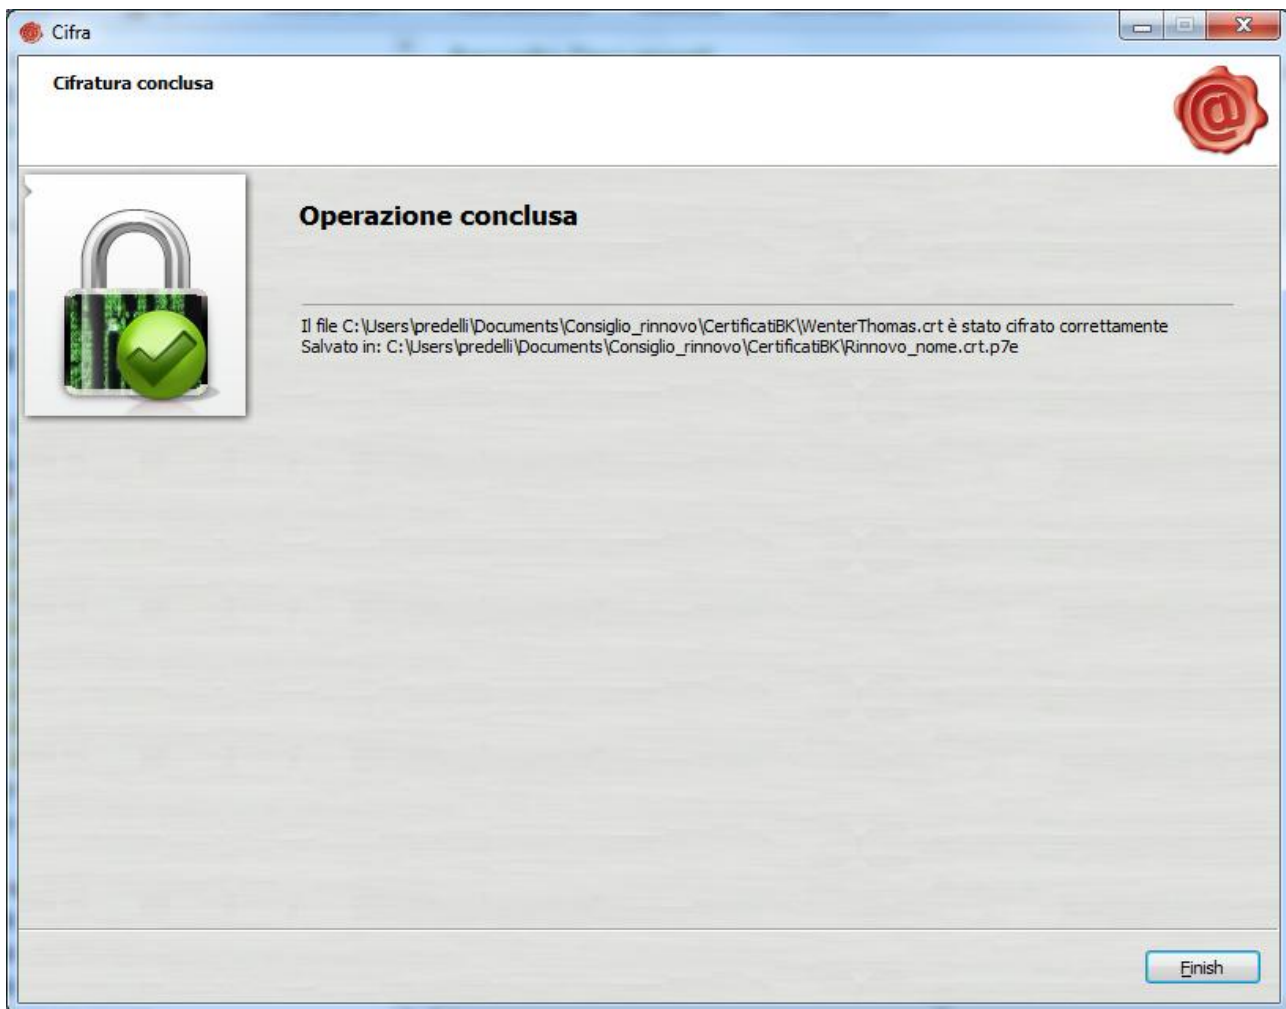 Cifra
Cifratura conclusa
Operazione conclusa
Il file C:\Users\predelli\Documents\Consiglio_rinnovo\CertificatiBK\WenterThomas.crt è stato cifrato correttamente
Salvato in: C:\Users\predelli\Documents\Consiglio_rinnovo\CertificatiBK\Rinnovo_nome.crt.p7e
Finish